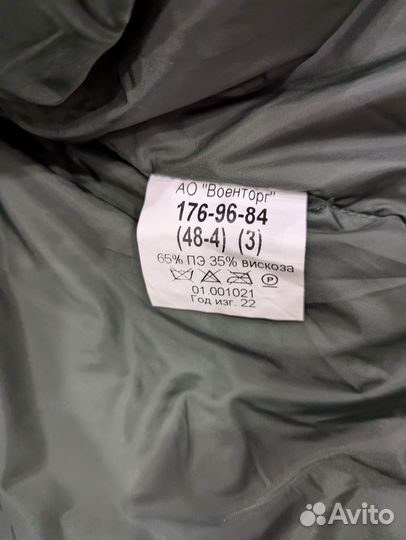 АО "Военторг"
176-96-84
(48-4) (3)
65% ПЭ 35% вискоза
P
01.001021
Год изг. 22
Avito